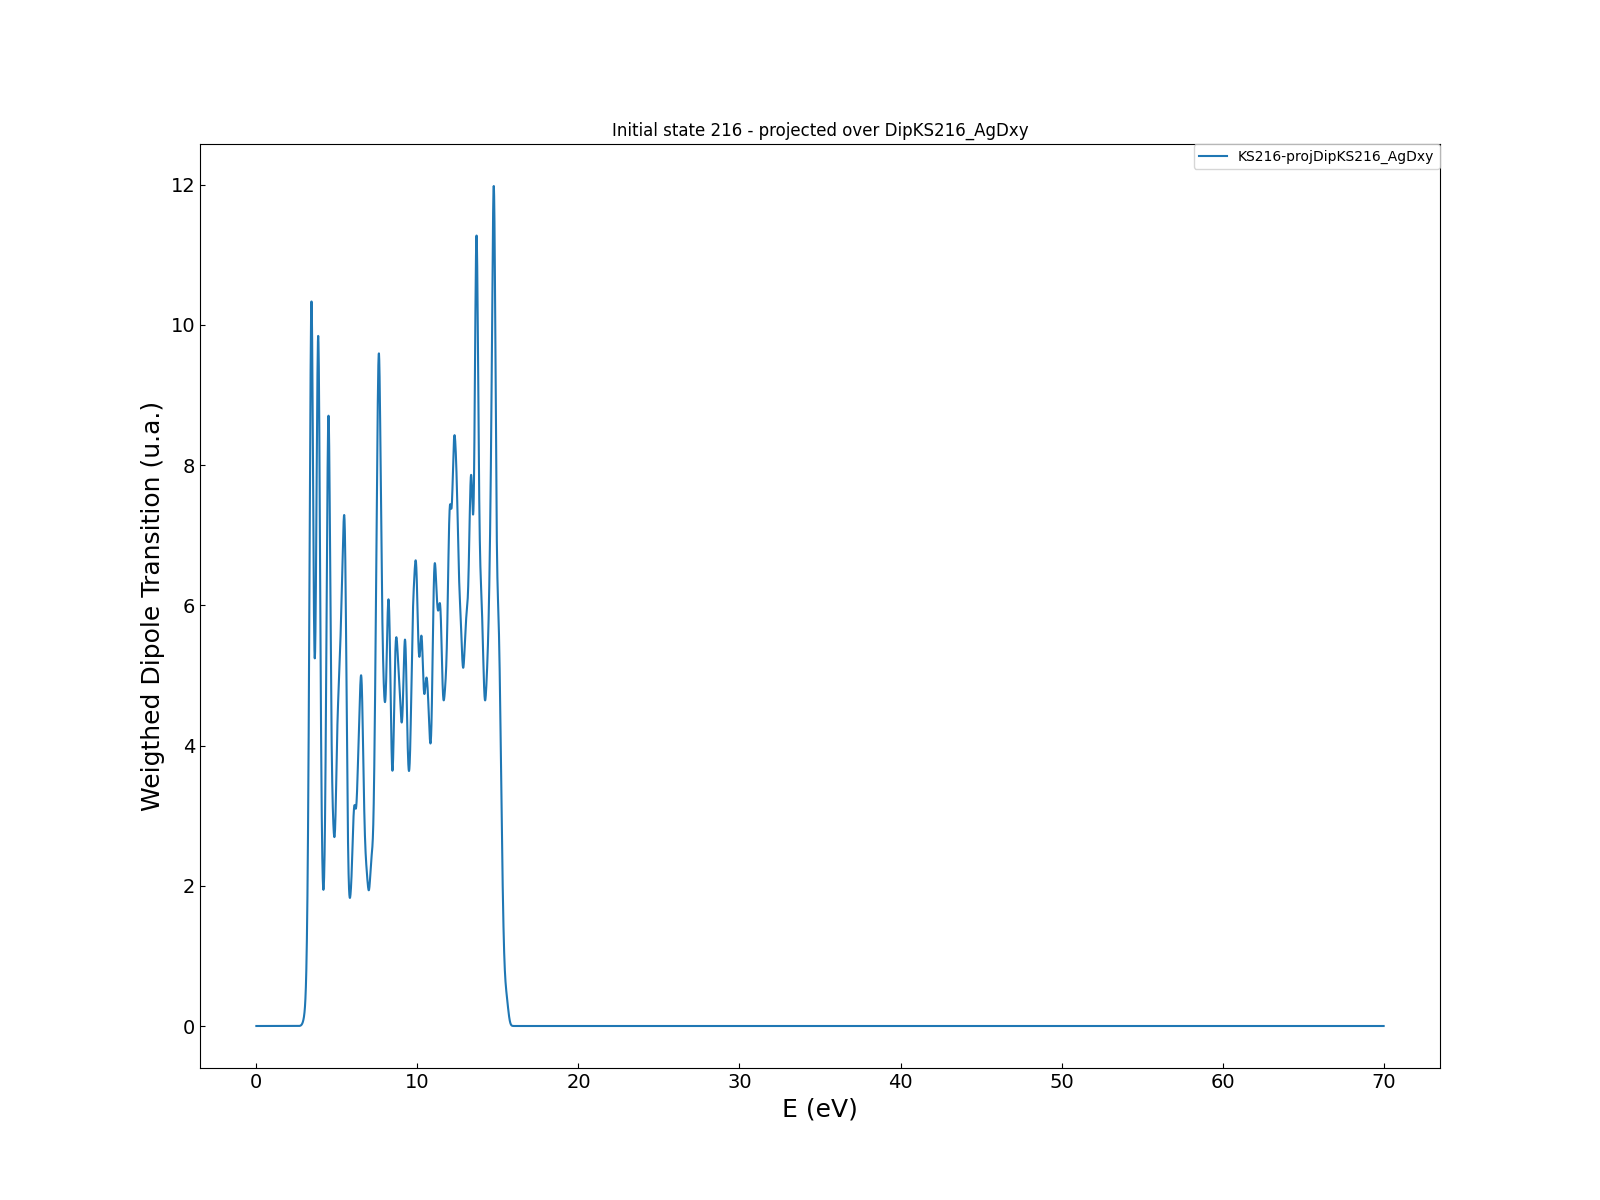 Initial state 216 - projected over DipKS216_AgDxy
KS216-projDipKS216_AgDxy
Weigthed Dipole Transition (u.a.)
12
10
8
6
4
2
0
0 10 20 30 40 50 60 70
E (eV)